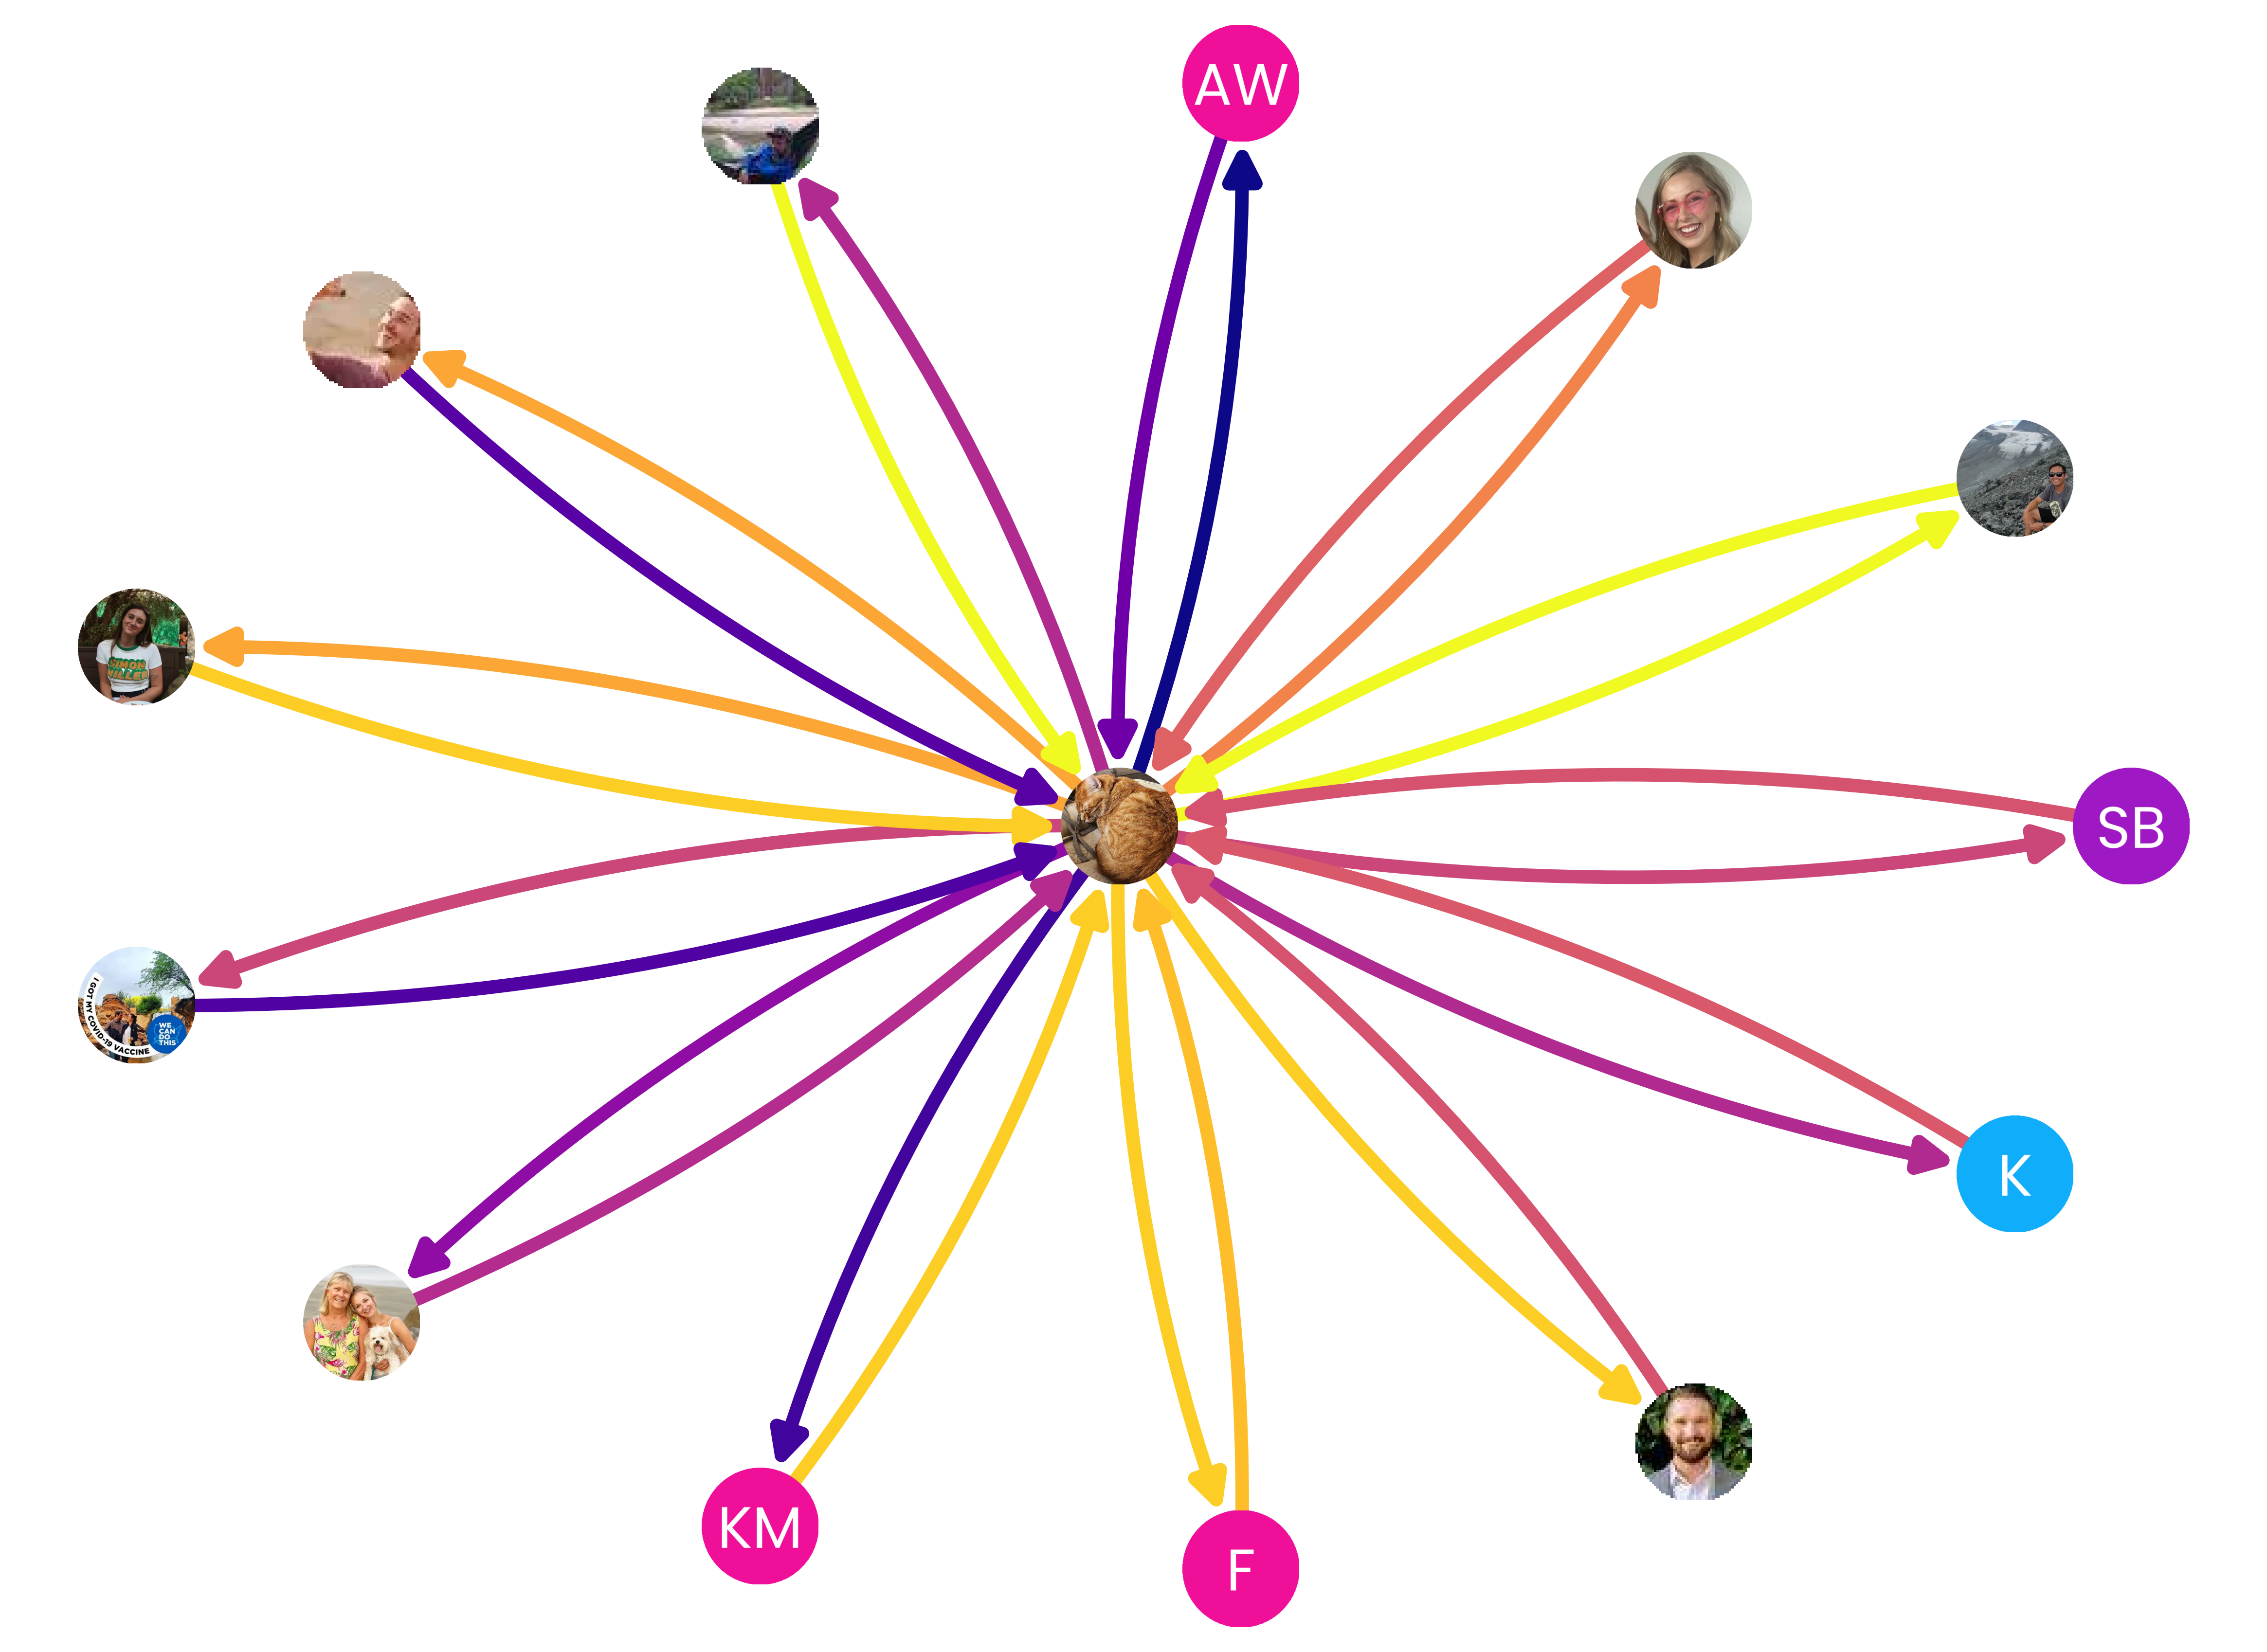 AW
SIMON
MILLER
SB
I GOT MY COVID-19 VACCINE
WE
CAN
DO
THIS
K
KM
F